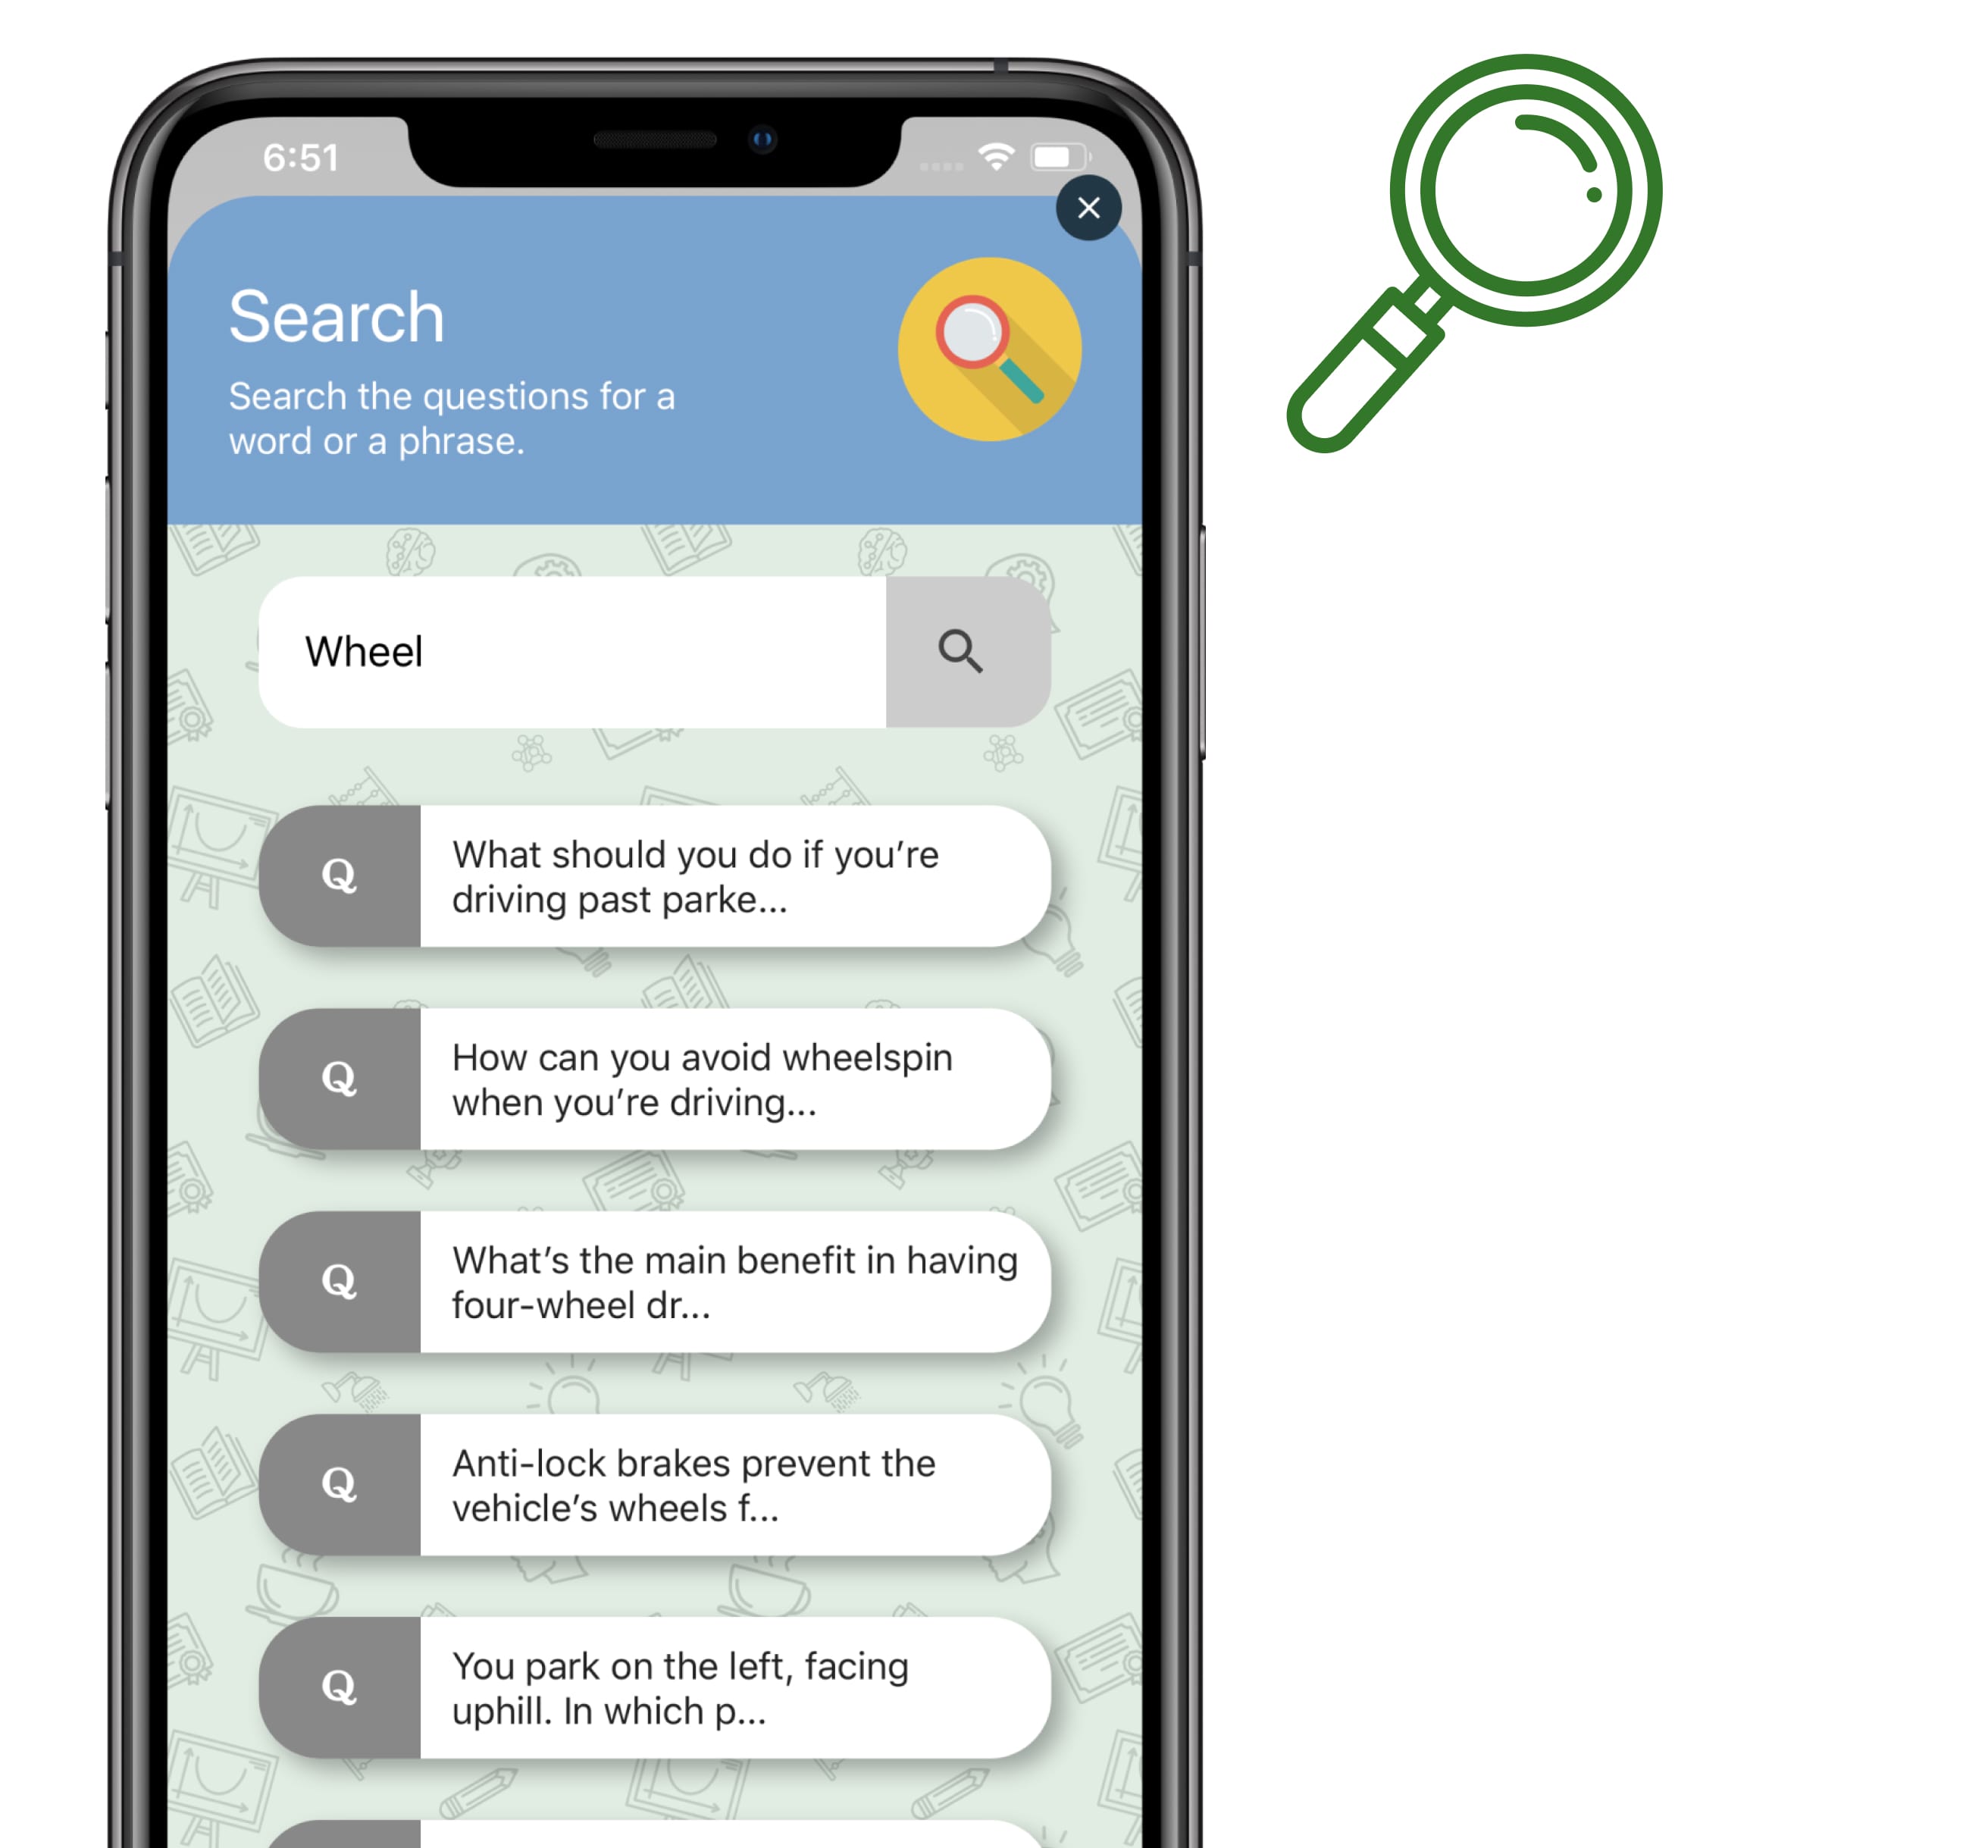 6:51
Search
Search the questions for a
word or a phrase.
Wheel
Q
What should you do if you’re
driving past parke...
Q
How can you avoid wheelspin
when you’re driving...
Q
What’s the main benefit in having
four-wheel dr...
Q
Anti-lock brakes prevent the
vehicle’s wheels f...
Q
You park on the left, facing
uphill. In which p...